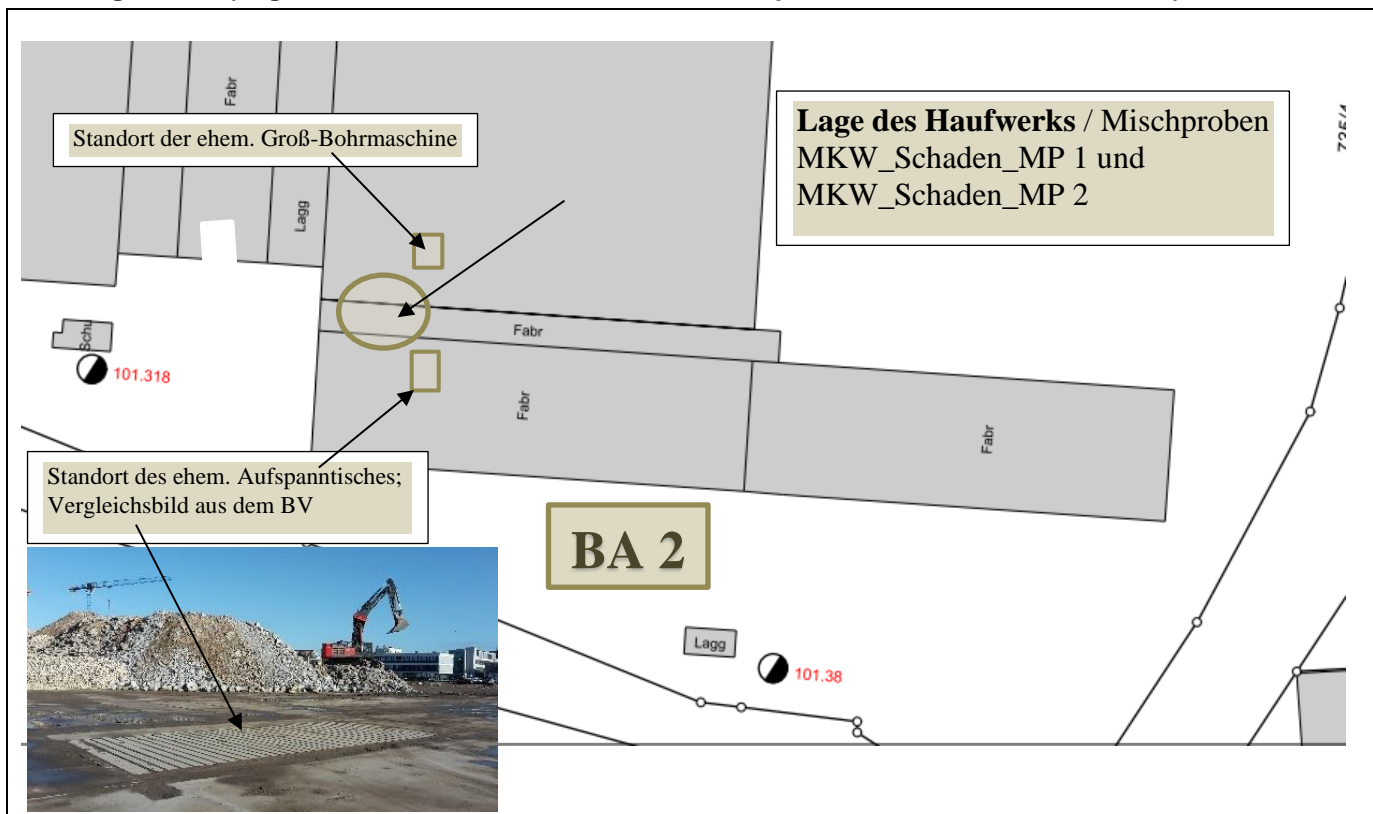 Fabr
Lagg
Standort der ehem. Groß-Bohrmaschine
Lage des Haufwerks / Mischproben
MKW_Schaden_MP 1 und
MKW_Schaden_MP 2
Schu
101.318
Fabr
Fabr
Fabr
Standort des ehem. Aufspanntisches;
Vergleichsbild aus dem BV
BA 2
Lagg
101.38